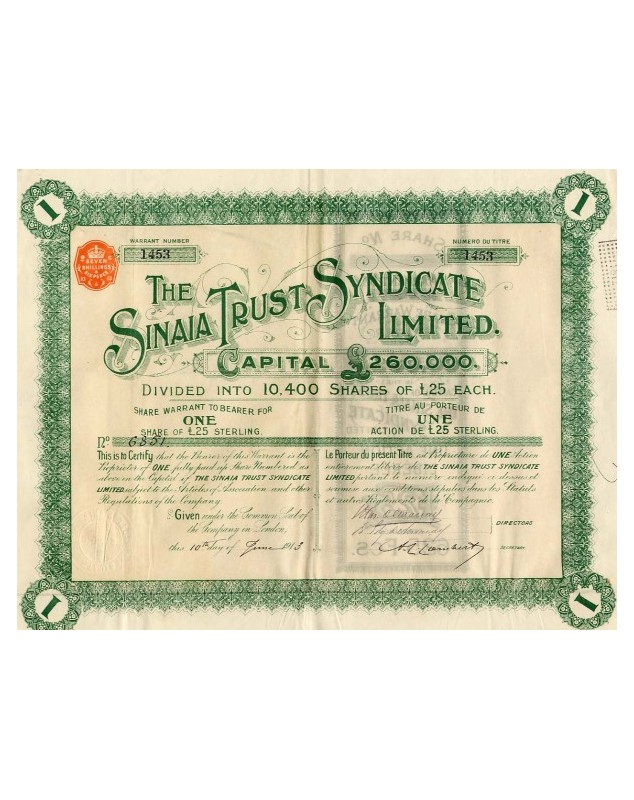 1
1
WARRANT NUMBER
1453
NUMERO DU TITRE
1453
SEVEN
SHILLINGS
SHARE NO
THE
SINAIA TRUST SYNDICATE
LIMITED.
CAPITAL £260,000.
DIVIDED INTO 10,400 SHARES OF £25 EACH.
SHARE WARRANT TO BEARER FOR
ONE
SHARE OF £25 STERLING.
TITRE AU PORTEUR DE
UNE
ACTION DE £25 STERLING.
No 6851.
This is to Certify that the Bearer of this Warrant is the
Proprietor of ONE fully paid up Share Numbered as
above in the Capital of THE SINAIA TRUST SYNDICATE
LIMITED, subject to the Articles of Association and other
Regulations of the Company.
Given under the Common Seal of
the Company in London,
this 10th day of June 1913
Le Porteur du présent Titre est Propriétaire de UNE Action
entièrement libérée de THE SINAIA TRUST SYNDICATE
LIMITED portant le numéro indiqué ci-dessus et
soumise aux conditions stipulées dans les Statuts
et autres Règlements de la Compagnie.
DIRECTORS
A. L. Lambert
SECRETARY
1
1